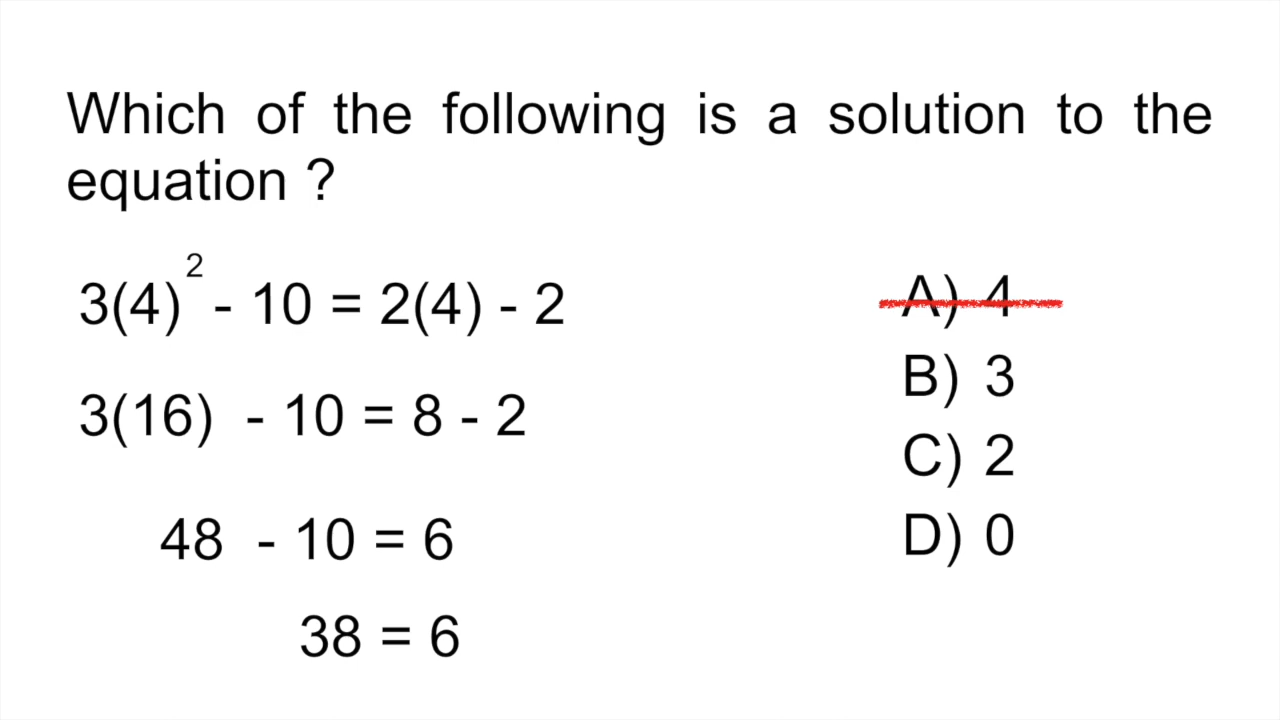 Which of the following is a solution to the
equation ?
3(4)² - 10 = 2(4) - 2
3(16) - 10 = 8 - 2
48 - 10 = 6
38 = 6
A) 4
B) 3
C) 2
D) 0